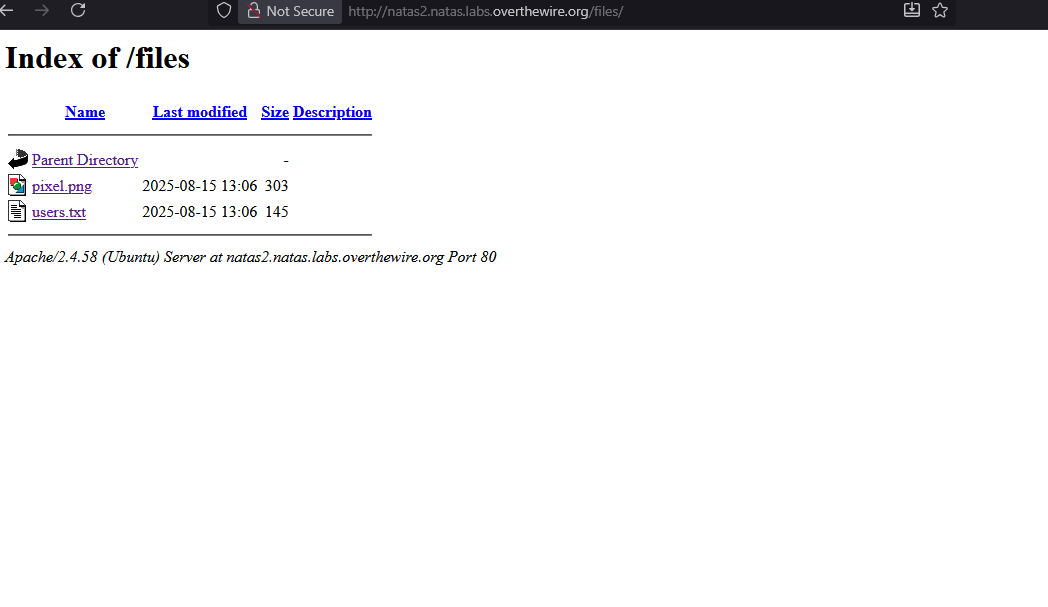 Not Secure http://natas2.natas.labs.overthewire.org/files/
Index of /files
Name Last modified Size Description
Parent Directory -
pixel.png 2025-08-15 13:06 303
users.txt 2025-08-15 13:06 145
Apache/2.4.58 (Ubuntu) Server at natas2.natas.labs.overthewire.org Port 80